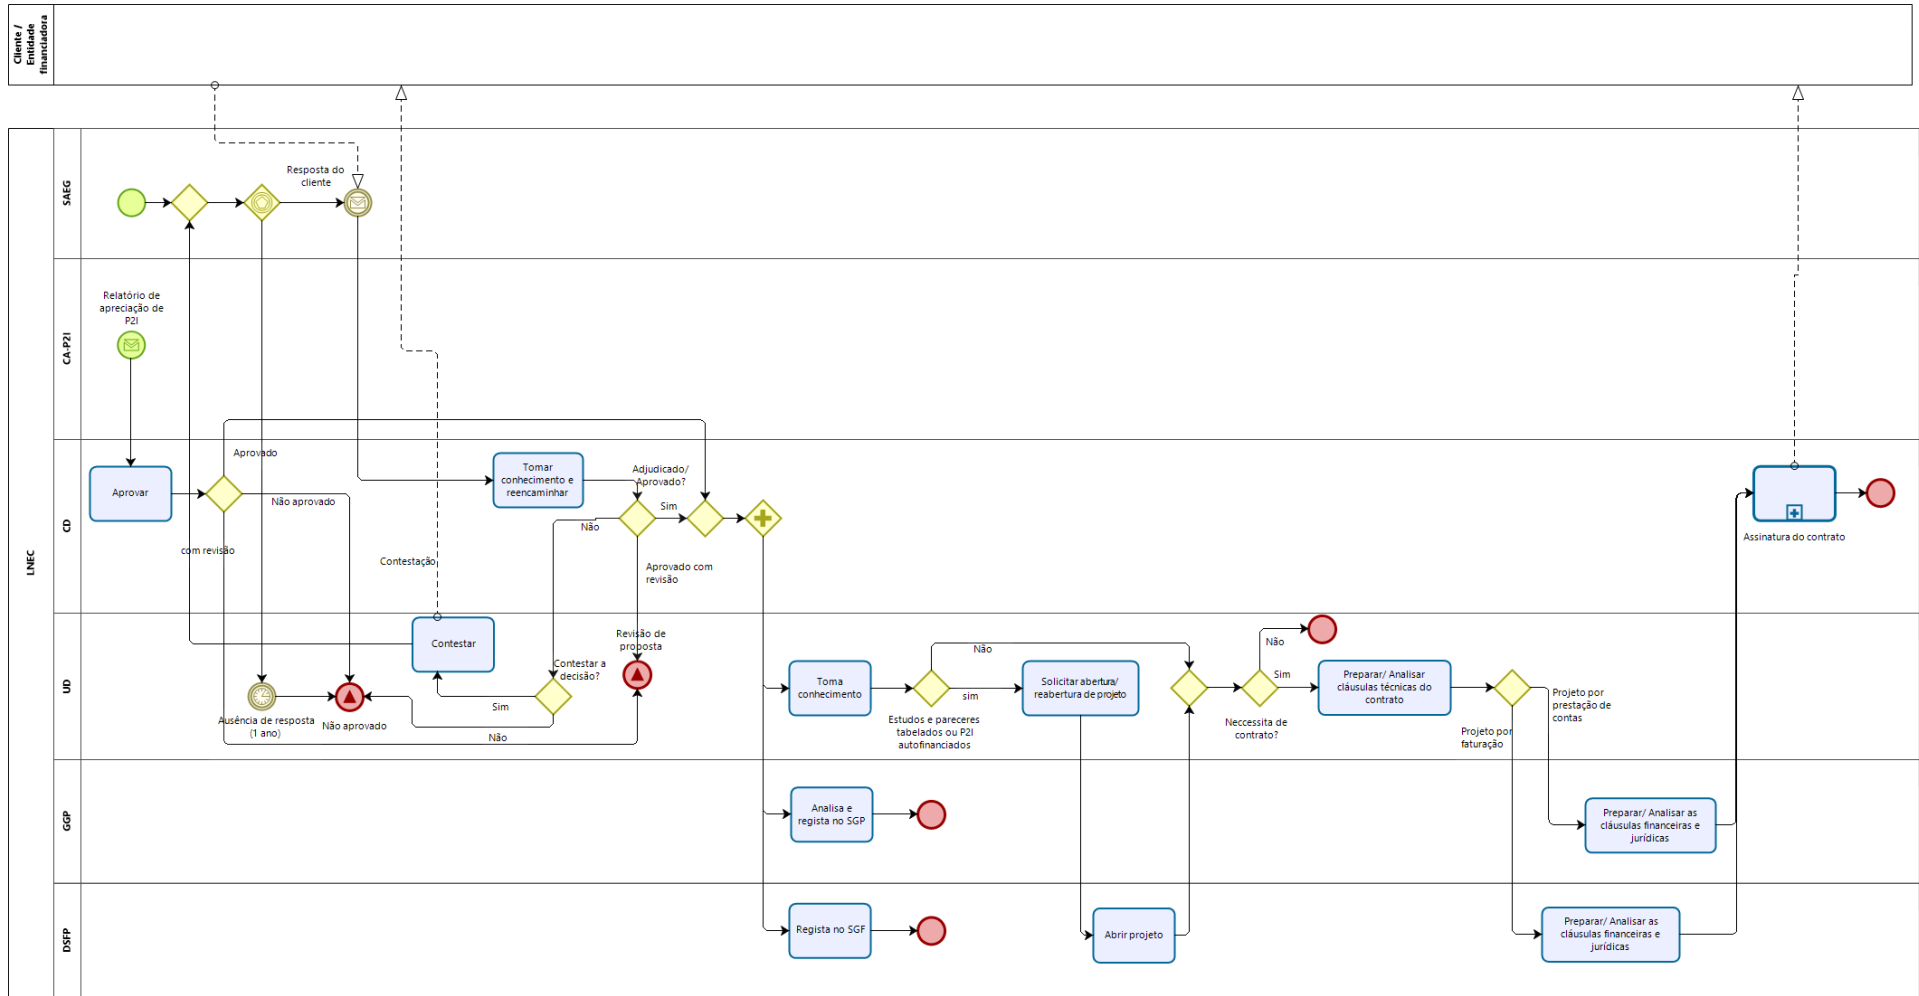 Cliente /
Entidade
financiadora
LNEC
SAEG
Resposta do
cliente
CA-P2I
Relatório de
apreciação de
P2I
CD
Aprovar
Aprovado
Não aprovado
com revisão
Contestação
Tomar
conhecimento e
reencaminhar
Adjudicado/
Aprovado?
Sim
Não
Aprovado com
revisão
Assinatura do contrato
UD
Contestar
Contestar a
decisão?
Revisão de
proposta
Sim
Não
Ausência de resposta
(1 ano)
Não aprovado
Toma
conhecimento
Não
sim
Estudos e pareceres
tabelados ou P2I
autofinanciados
Solicitar abertura/
reabertura de projeto
Neccessita de
contrato?
Não
Sim
Preparar/ Analisar
cláusulas técnicas do
contrato
Projeto por
prestação de
contas
Projeto por
faturação
GGP
Analisa e
regista no SGP
Preparar/ Analisar as
cláusulas financeiras e
jurídicas
DSFP
Regista no SGF
Abrir projeto
Preparar/ Analisar as
cláusulas financeiras e
jurídicas